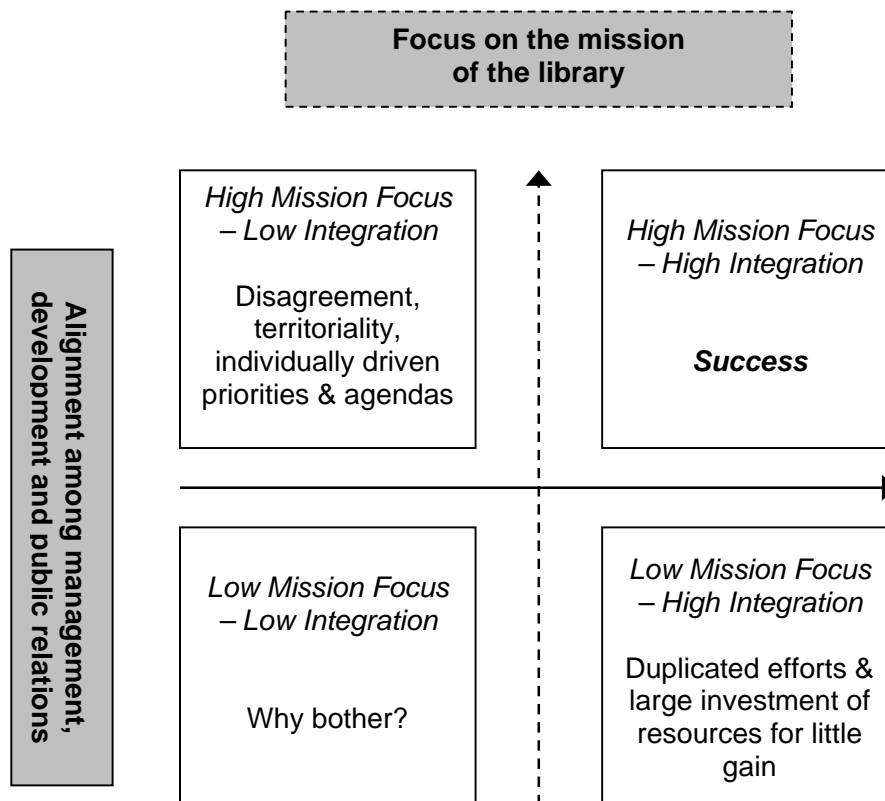 Focus on the mission
of the library
High Mission Focus
– Low Integration
Disagreement,
territoriality,
individually driven
priorities & agendas
High Mission Focus
– High Integration
Success
Alignment among management,
development and public relations
Low Mission Focus
– Low Integration
Why bother?
Low Mission Focus
– High Integration
Duplicated efforts &
large investment of
resources for little
gain